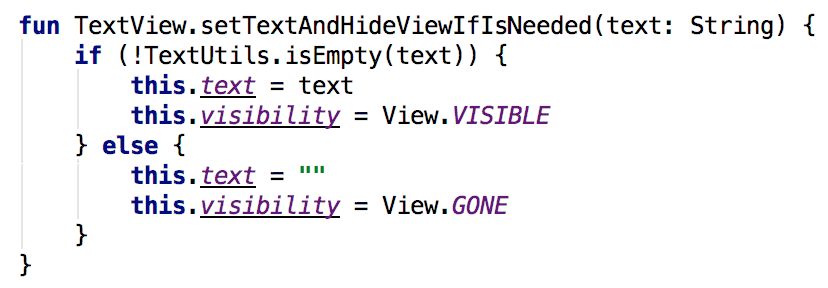 fun TextView.setTextAndHideViewIfIsNeeded(text: String) {
    if (!TextUtils.isEmpty(text)) {
        this.text = text
        this.visibility = View.VISIBLE
    } else {
        this.text = ""
        this.visibility = View.GONE
    }
}